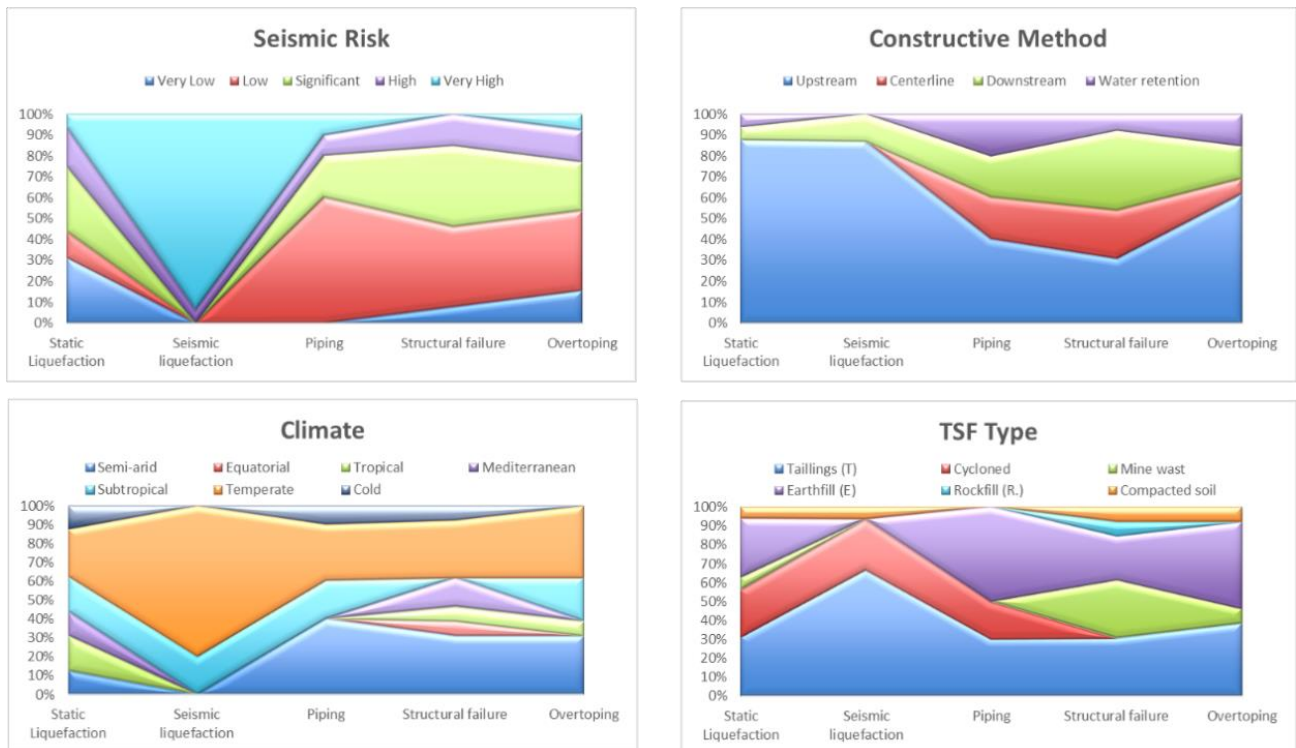 Seismic Risk
Very Low Low Significant High Very High
100%
90%
80%
70%
60%
50%
40%
30%
20%
10%
0%
Static Liquefaction
Seismic liquefaction
Piping
Structural failure
Overtoping
Constructive Method
Upstream Centerline Downstream Water retention
100%
90%
80%
70%
60%
50%
40%
30%
20%
10%
0%
Static Liquefaction
Seismic liquefaction
Piping
Structural failure
Overtoping
Climate
Semi-arid Equatorial Tropical Mediterranean
Subtropical Temperate Cold
100%
90%
80%
70%
60%
50%
40%
30%
20%
10%
0%
Static Liquefaction
Seismic liquefaction
Piping
Structural failure
Overtoping
TSF Type
Taillings (T) Cycloned Mine wast
Earthfill (E) Rockfill (R.) Compacted soil
100%
90%
80%
70%
60%
50%
40%
30%
20%
10%
0%
Static Liquefaction
Seismic liquefaction
Piping
Structural failure
Overtoping